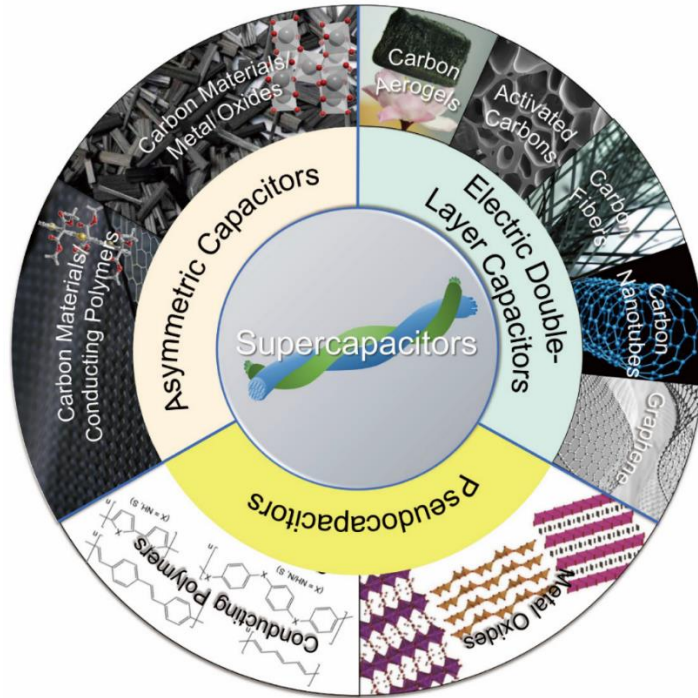 Supercapacitors
Asymmetric Capacitors
Electric Double-
Layer Capacitors
Pseudocapacitors
Carbon Materials/
Metal Oxides
Carbon
Aerogels
Activated
Carbons
Carbon
Fibers
Carbon
Nanotubes
Graphene
Metal Oxides
Conducting Polymers
n
(X = NH, S)
n
n
X
X
(X = NH/N, S)
n
Carbon Materials/
Conducting Polymers